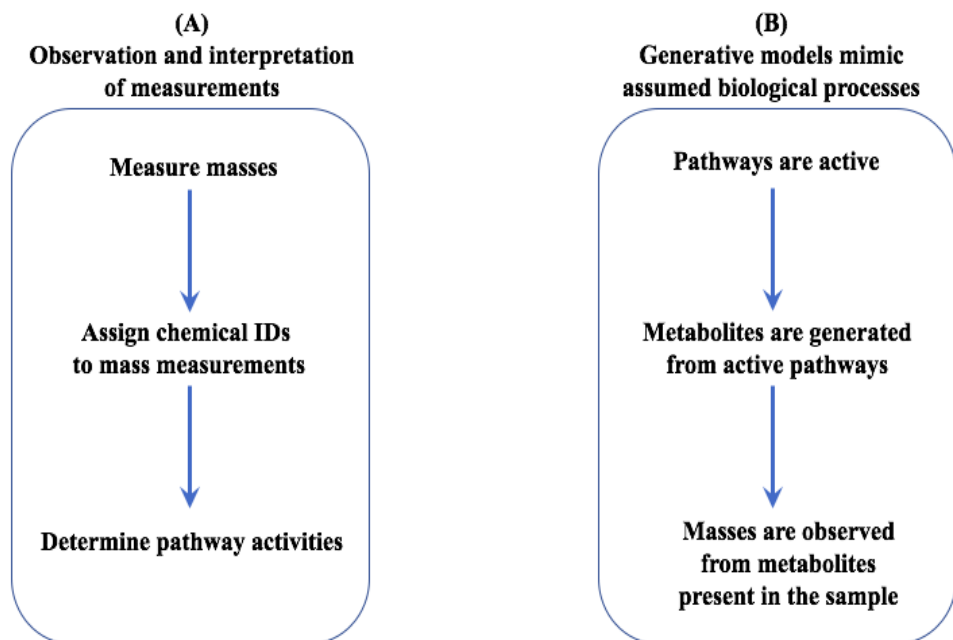 (A)
Observation and interpretation
of measurements
Measure masses
Assign chemical IDs
to mass measurements
Determine pathway activities
(B)
Generative models mimic
assumed biological processes
Pathways are active
Metabolites are generated
from active pathways
Masses are observed
from metabolites
present in the sample